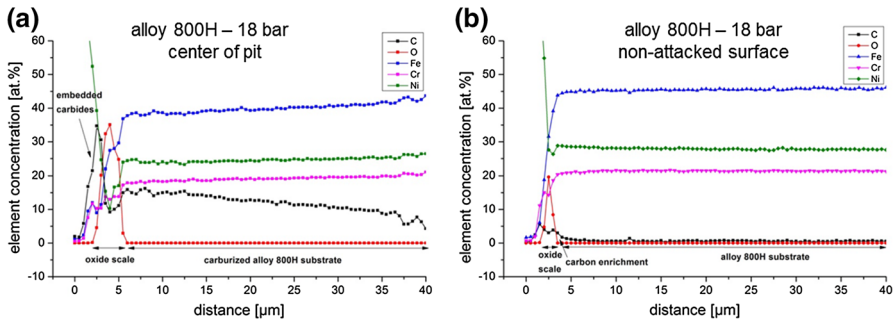 (a)
alloy 800H – 18 bar
center of pit
C
O
Fe
Cr
Ni
embedded
carbides
60
50
40
30
20
10
0
-10
element concentration [at.%]
oxide scale
carburized alloy 800H substrate
0 5 10 15 20 25 30 35 40
distance [µm]
(b)
alloy 800H – 18 bar
non-attacked surface
C
O
Fe
Cr
Ni
60
50
40
30
20
10
0
-10
element concentration [at.%]
oxide
scale
carbon enrichment
alloy 800H substrate
0 5 10 15 20 25 30 35 40
distance [µm]